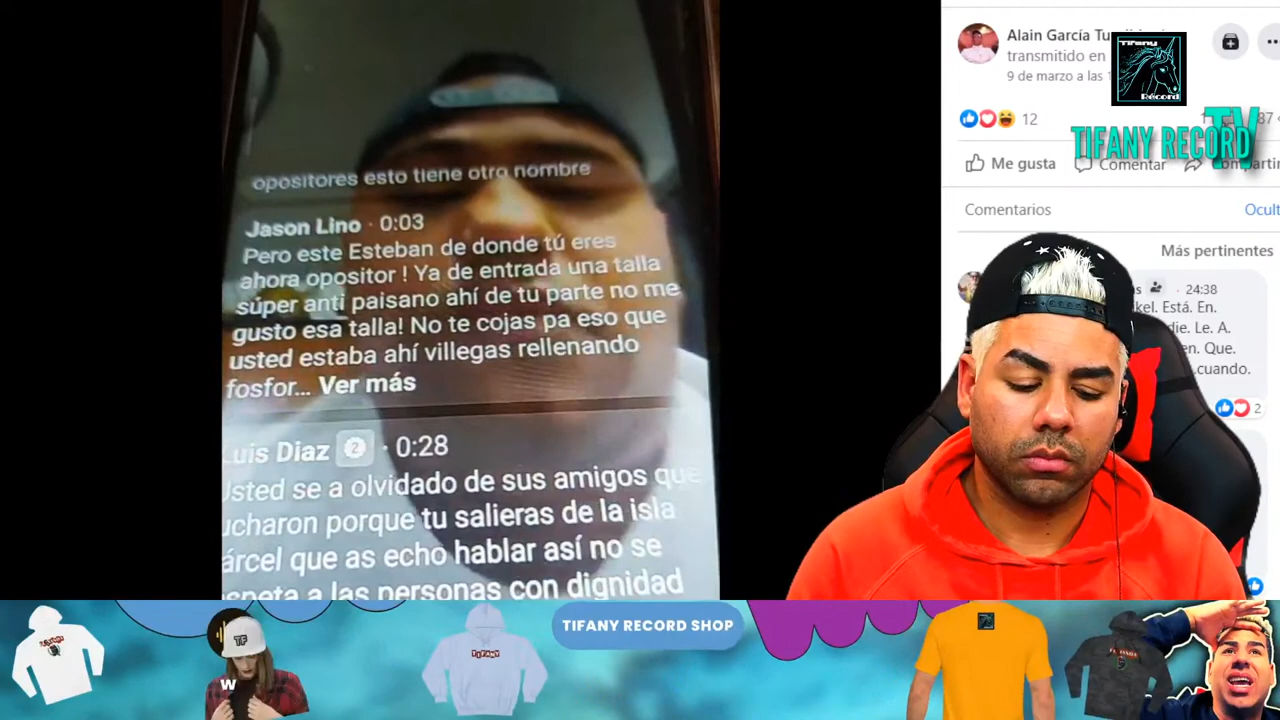 opositores esto tiene otro nombre
Jason Lino · 0:03
Pero este Esteban de donde tú eres
ahora opositor ! Ya de entrada una talla
súper anti paisano ahí de tu parte no me
gusto esa talla! No te cojas pa eso que
usted estaba ahí villegas rellenando
fosfor... Ver más
Luis Diaz 2 · 0:28
Usted se a olvidado de sus amigos que
ucharon porque tu salieras de la isla
árcel que as echo hablar así no se
speta a las personas con dignidad
Alain García
transmitido en
9 de marzo a las
Tifany
Récord
TIFANY RECORD
TV
12
Me gusta
Comentar
Comentarios
Ocult
Más pertinentes
24:38
kel. Está. En.
die. Le. A.
en. Que.
.cuando.
2
TIFANY RECORD SHOP
TF
W
TIFANY